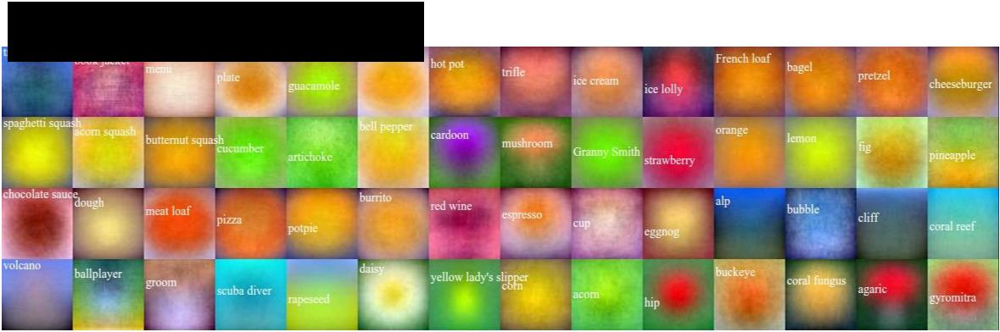 book jacket
menu
plate
guacamole
hot pot
trifle
ice cream
ice lolly
French loaf
bagel
pretzel
cheeseburger
spaghetti squash
acorn squash
butternut squash
cucumber
artichoke
bell pepper
cardoon
mushroom
Granny Smith
strawberry
orange
lemon
fig
pineapple
chocolate sauce
dough
meat loaf
pizza
potpie
burrito
red wine
espresso
cup
eggnog
alp
bubble
cliff
coral reef
volcano
ballplayer
groom
scuba diver
rapeseed
daisy
yellow lady's slipper
corn
acorn
hip
buckeye
coral fungus
agaric
gyromitra